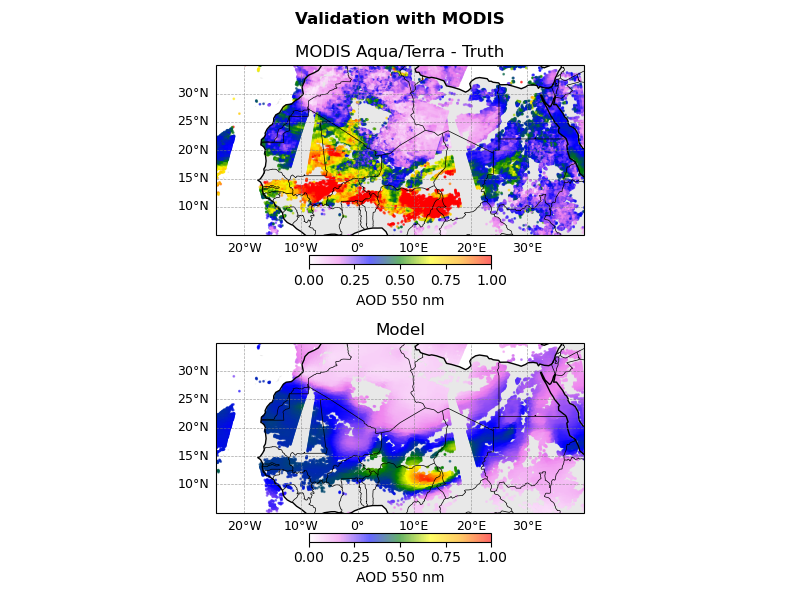 Validation with MODIS
MODIS Aqua/Terra - Truth
30°N
25°N
20°N
15°N
10°N
20°W 10°W 0° 10°E 20°E 30°E
0.00 0.25 0.50 0.75 1.00
AOD 550 nm
Model
30°N
25°N
20°N
15°N
10°N
20°W 10°W 0° 10°E 20°E 30°E
0.00 0.25 0.50 0.75 1.00
AOD 550 nm